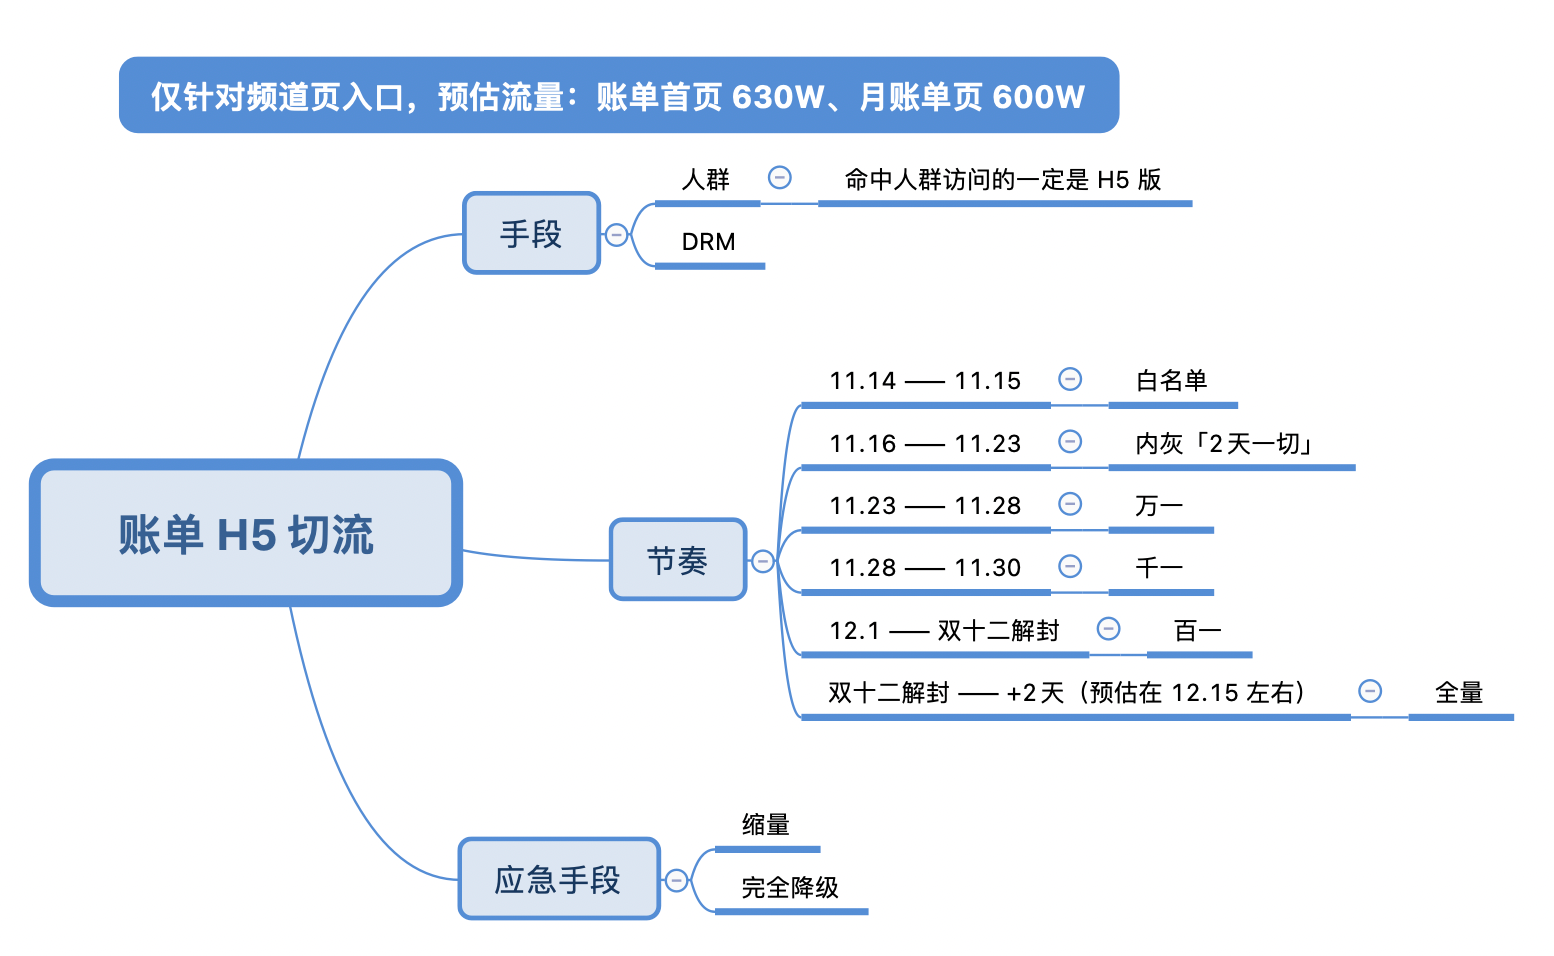 仅针对频道页入口，预估流量：账单首页 630W、月账单页 600W
手段
人群
命中人群访问的一定是 H5 版
DRM
账单 H5 切流
节奏
11.14 —— 11.15
白名单
11.16 —— 11.23
内灰「2 天一切」
11.23 —— 11.28
万一
11.28 —— 11.30
千一
12.1 —— 双十二解封
百一
双十二解封 —— +2 天（预估在 12.15 左右）
全量
应急手段
缩量
完全降级